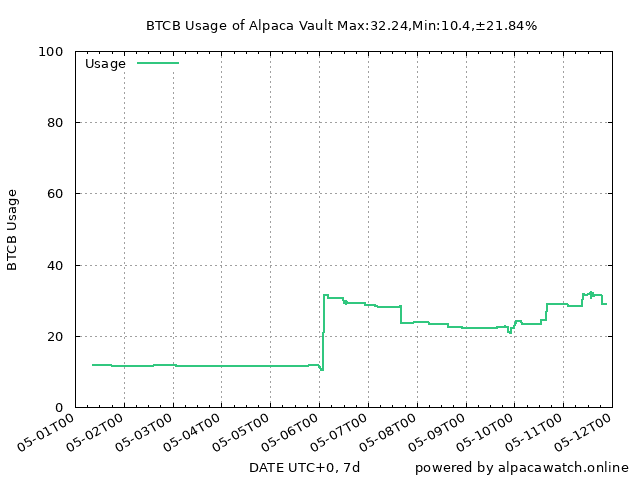 BTCB Usage of Alpaca Vault Max:32.24,Min:10.4,±21.84%
Usage
100
80
60
40
20
0
BTCB Usage
05-01T00
05-02T00
05-03T00
05-04T00
05-05T00
05-06T00
05-07T00
05-08T00
05-09T00
05-10T00
05-11T00
05-12T00
DATE UTC+0, 7d
powered by alpacawatch.online